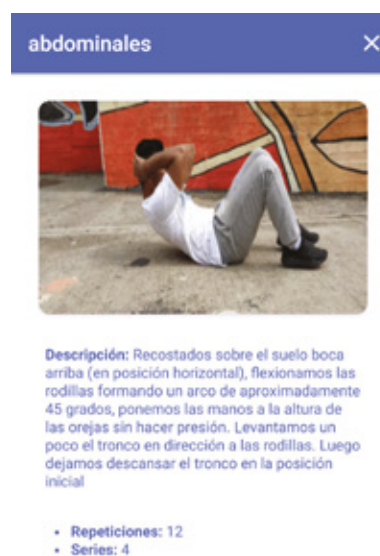 abdominales
Descripción: Recostados sobre el suelo boca
arriba (en posición horizontal), flexionamos las
rodillas formando un arco de aproximadamente
45 grados, ponemos las manos a la altura de
las orejas sin hacer presión. Levantamos un
poco el tronco en dirección a las rodillas. Luego
dejamos descansar el tronco en la posición
inicial
• Repeticiones: 12
• Series: 4